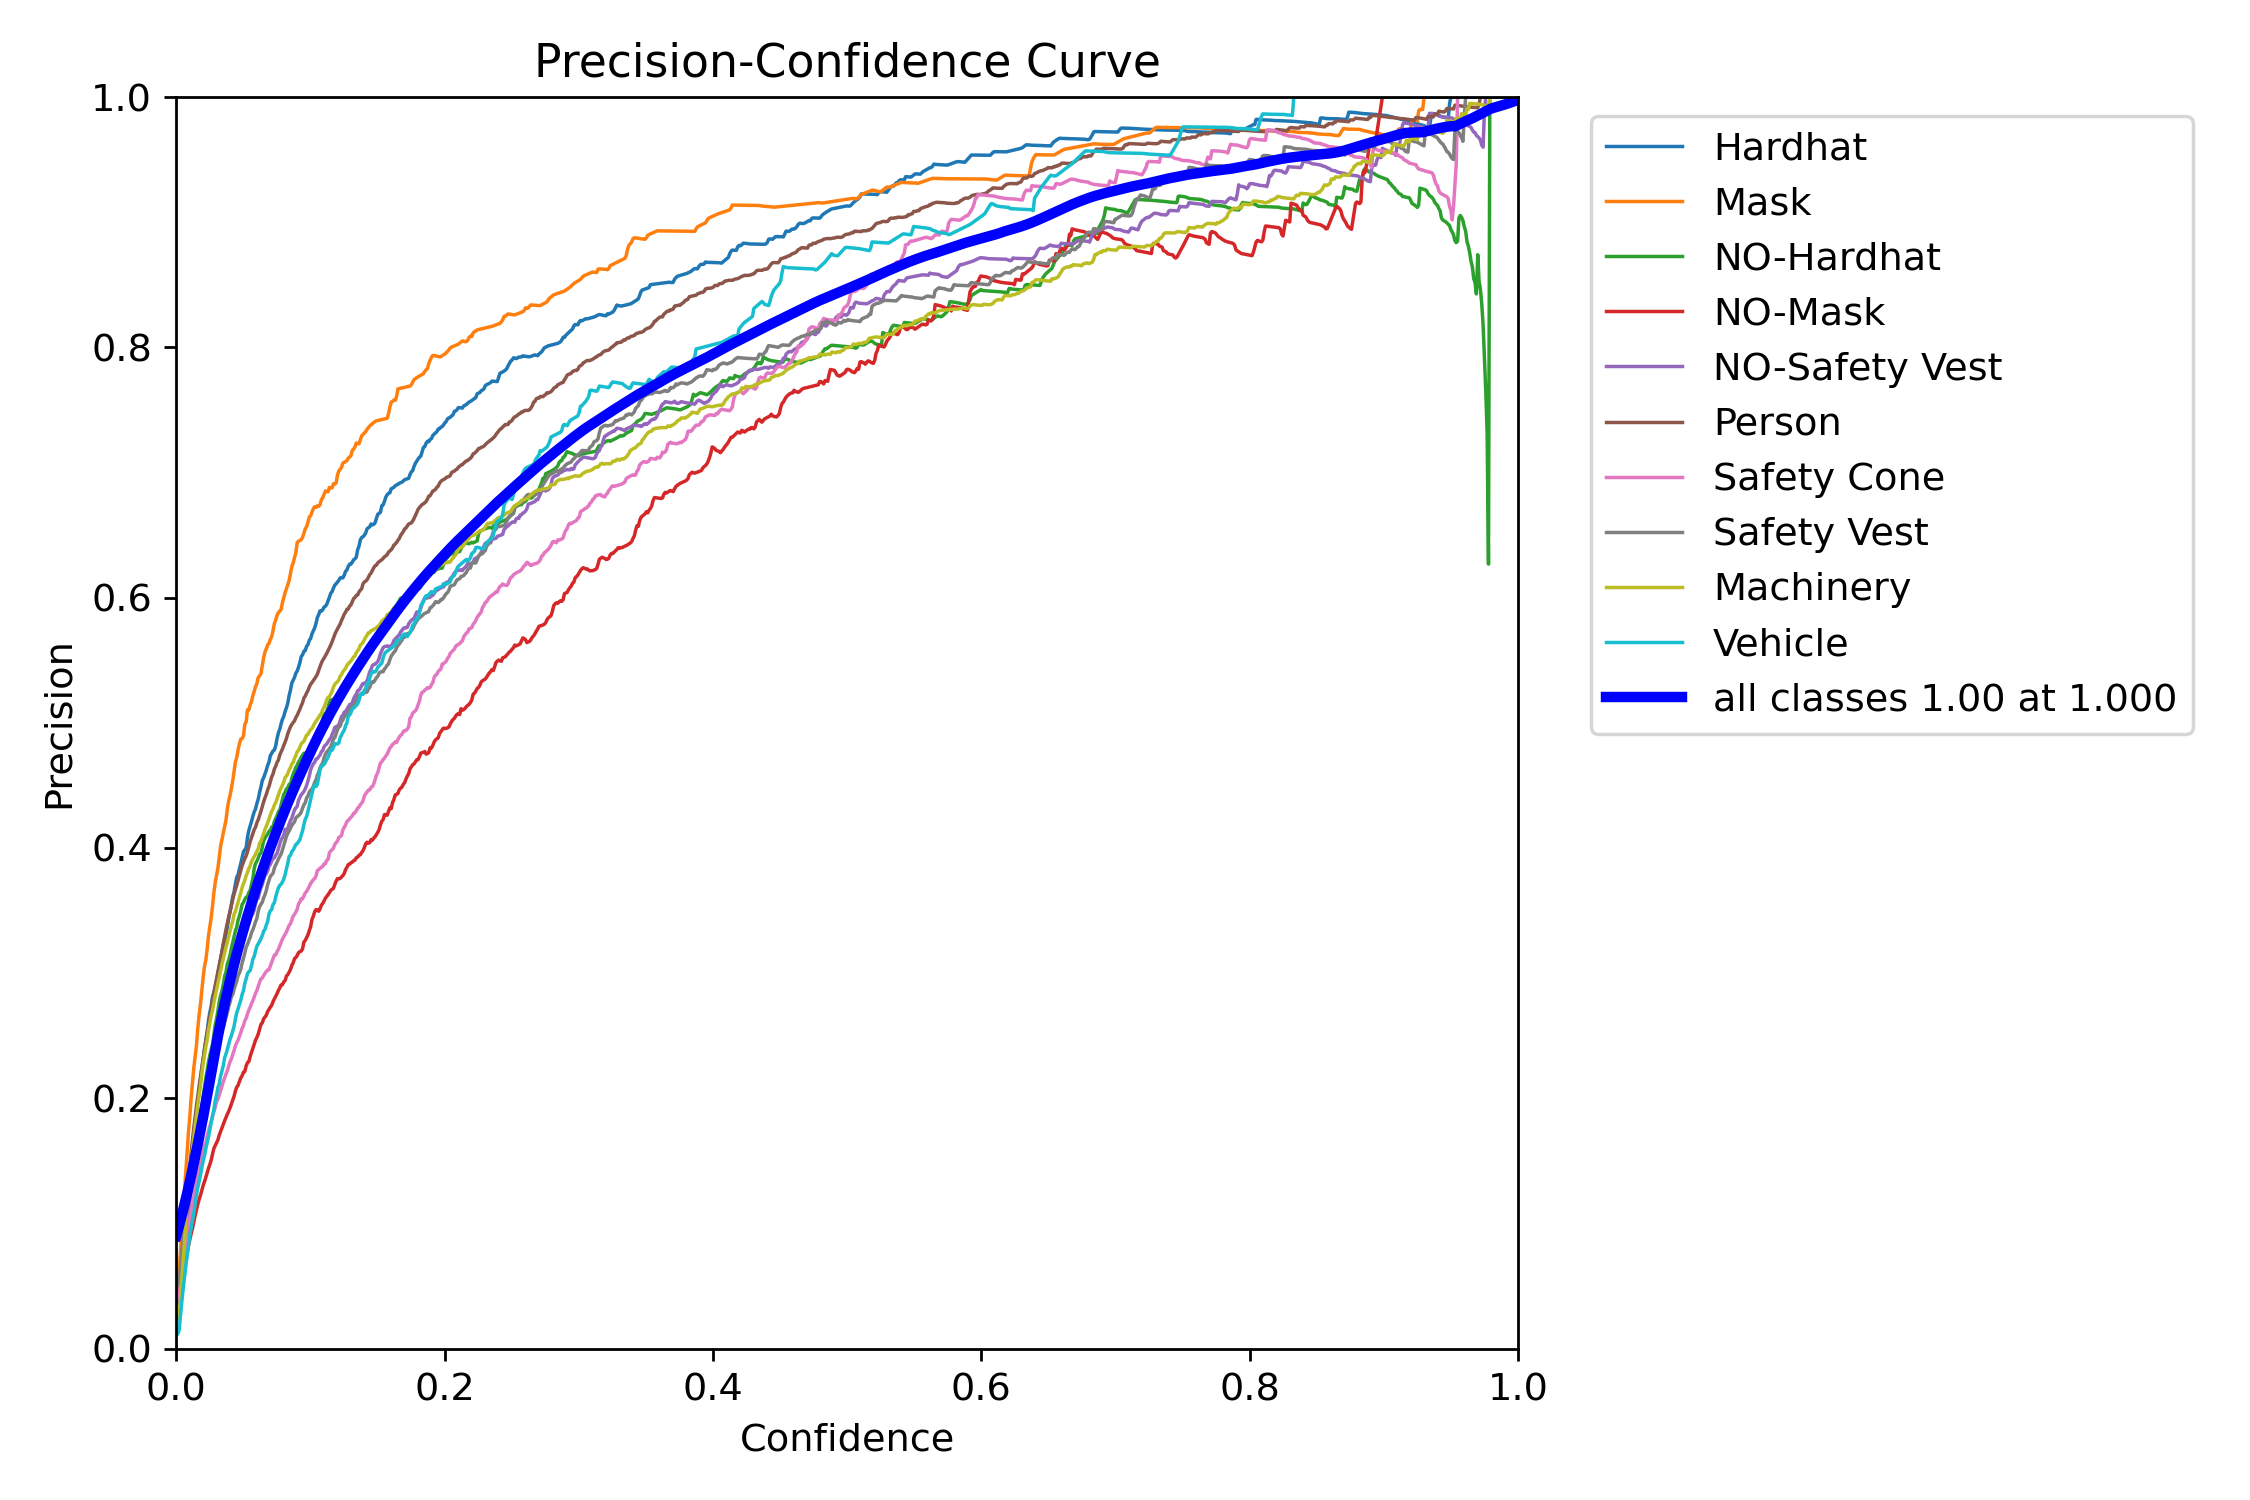 Precision-Confidence Curve
1.0
0.8
0.6
0.4
0.2
0.0
Precision
0.0 0.2 0.4 0.6 0.8 1.0
Confidence
Hardhat
Mask
NO-Hardhat
NO-Mask
NO-Safety Vest
Person
Safety Cone
Safety Vest
Machinery
Vehicle
all classes 1.00 at 1.000